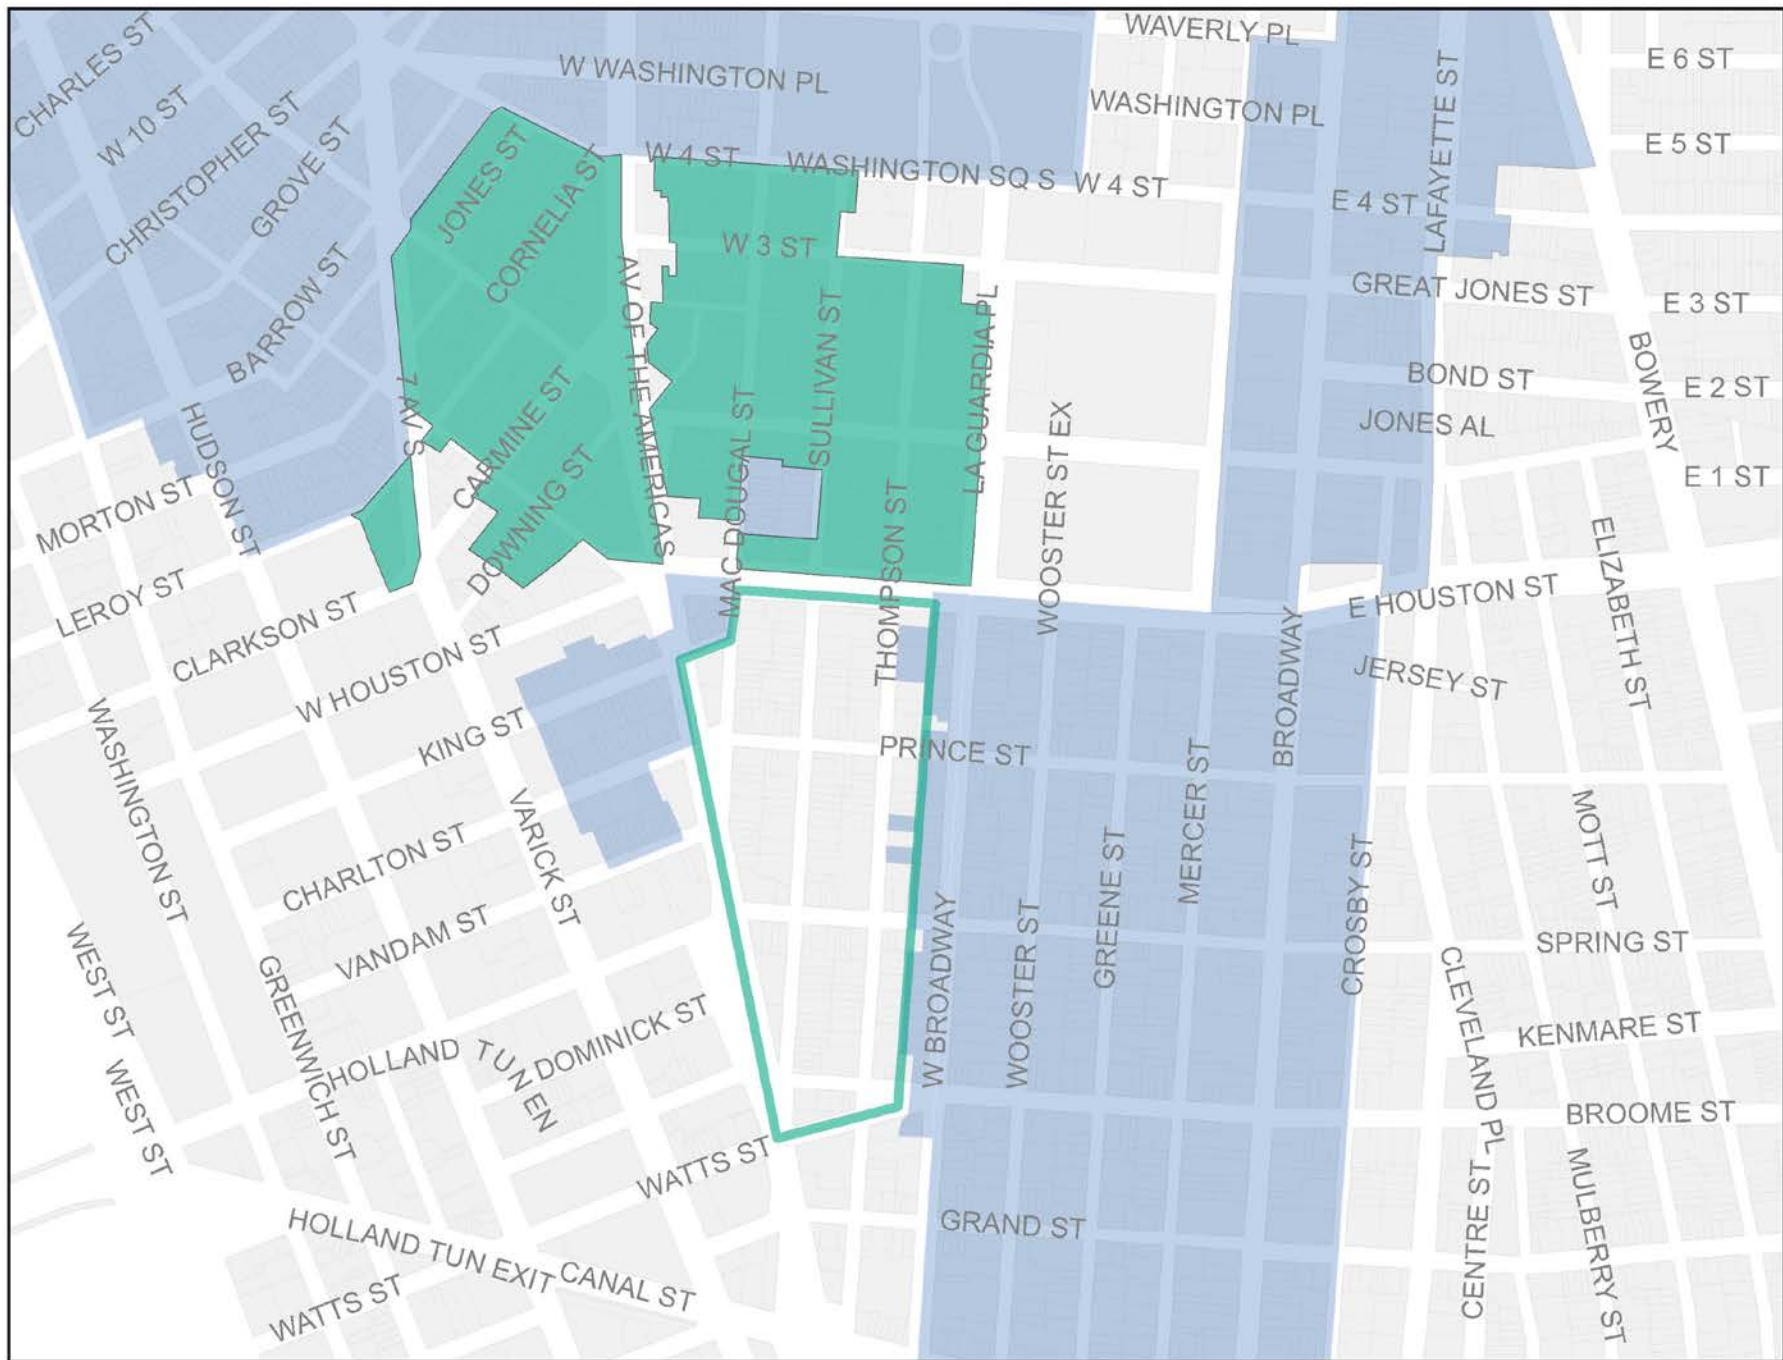 WAVERLY PL
CHARLES ST
W WASHINGTON PL
E 6 ST
W 10 ST
WASHINGTON PL
LAFAYETTE ST
CHRISTOPHER ST
GROVE ST
JONES ST
W 4 ST
WASHINGTON SQ S
W 4 ST
E 5 ST
CORNELIA ST
E 4 ST
W 3 ST
BARROW ST
AV OF THE AMERICAS
SULLIVAN ST
LA GUARDIA PL
GREAT JONES ST
E 3 ST
BOWERY
7 AV S
CARMINE ST
MAC DOUGAL ST
BOND ST
E 2 ST
HUDSON ST
WOOSTER ST EX
JONES AL
MORTON ST
DOWNING ST
THOMPSON ST
E 1 ST
LEROY ST
ELIZABETH ST
CLARKSON ST
E HOUSTON ST
W HOUSTON ST
THOMPSON ST
BROADWAY
JERSEY ST
WASHINGTON ST
KING ST
PRINCE ST
VARICK ST
MERCER ST
MOTT ST
CHARLTON ST
GREENE ST
CROSBY ST
VANDAM ST
W BROADWAY
WOOSTER ST
SPRING ST
WEST ST
GREENWICH ST
CLEVELAND PL
HOLLAND TUN EN
DOMINICK ST
KENMARE ST
WEST ST
BROOME ST
WATTS ST
CENTRE ST
MULBERRY ST
HOLLAND TUN EXIT
GRAND ST
CANAL ST
WATTS ST